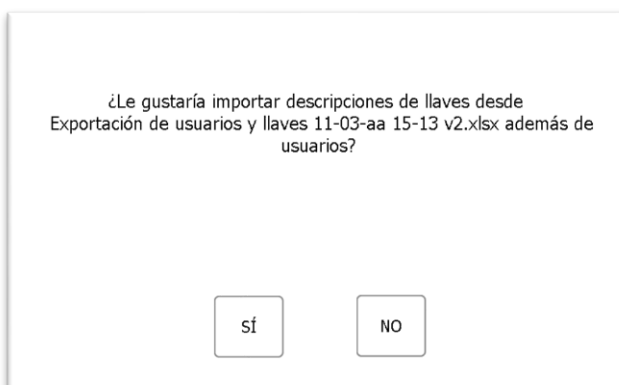 ¿Le gustaría importar descripciones de llaves desde
Exportación de usuarios y llaves 11-03-aa 15-13 v2.xlsx además de
usuarios?
SÍ
NO